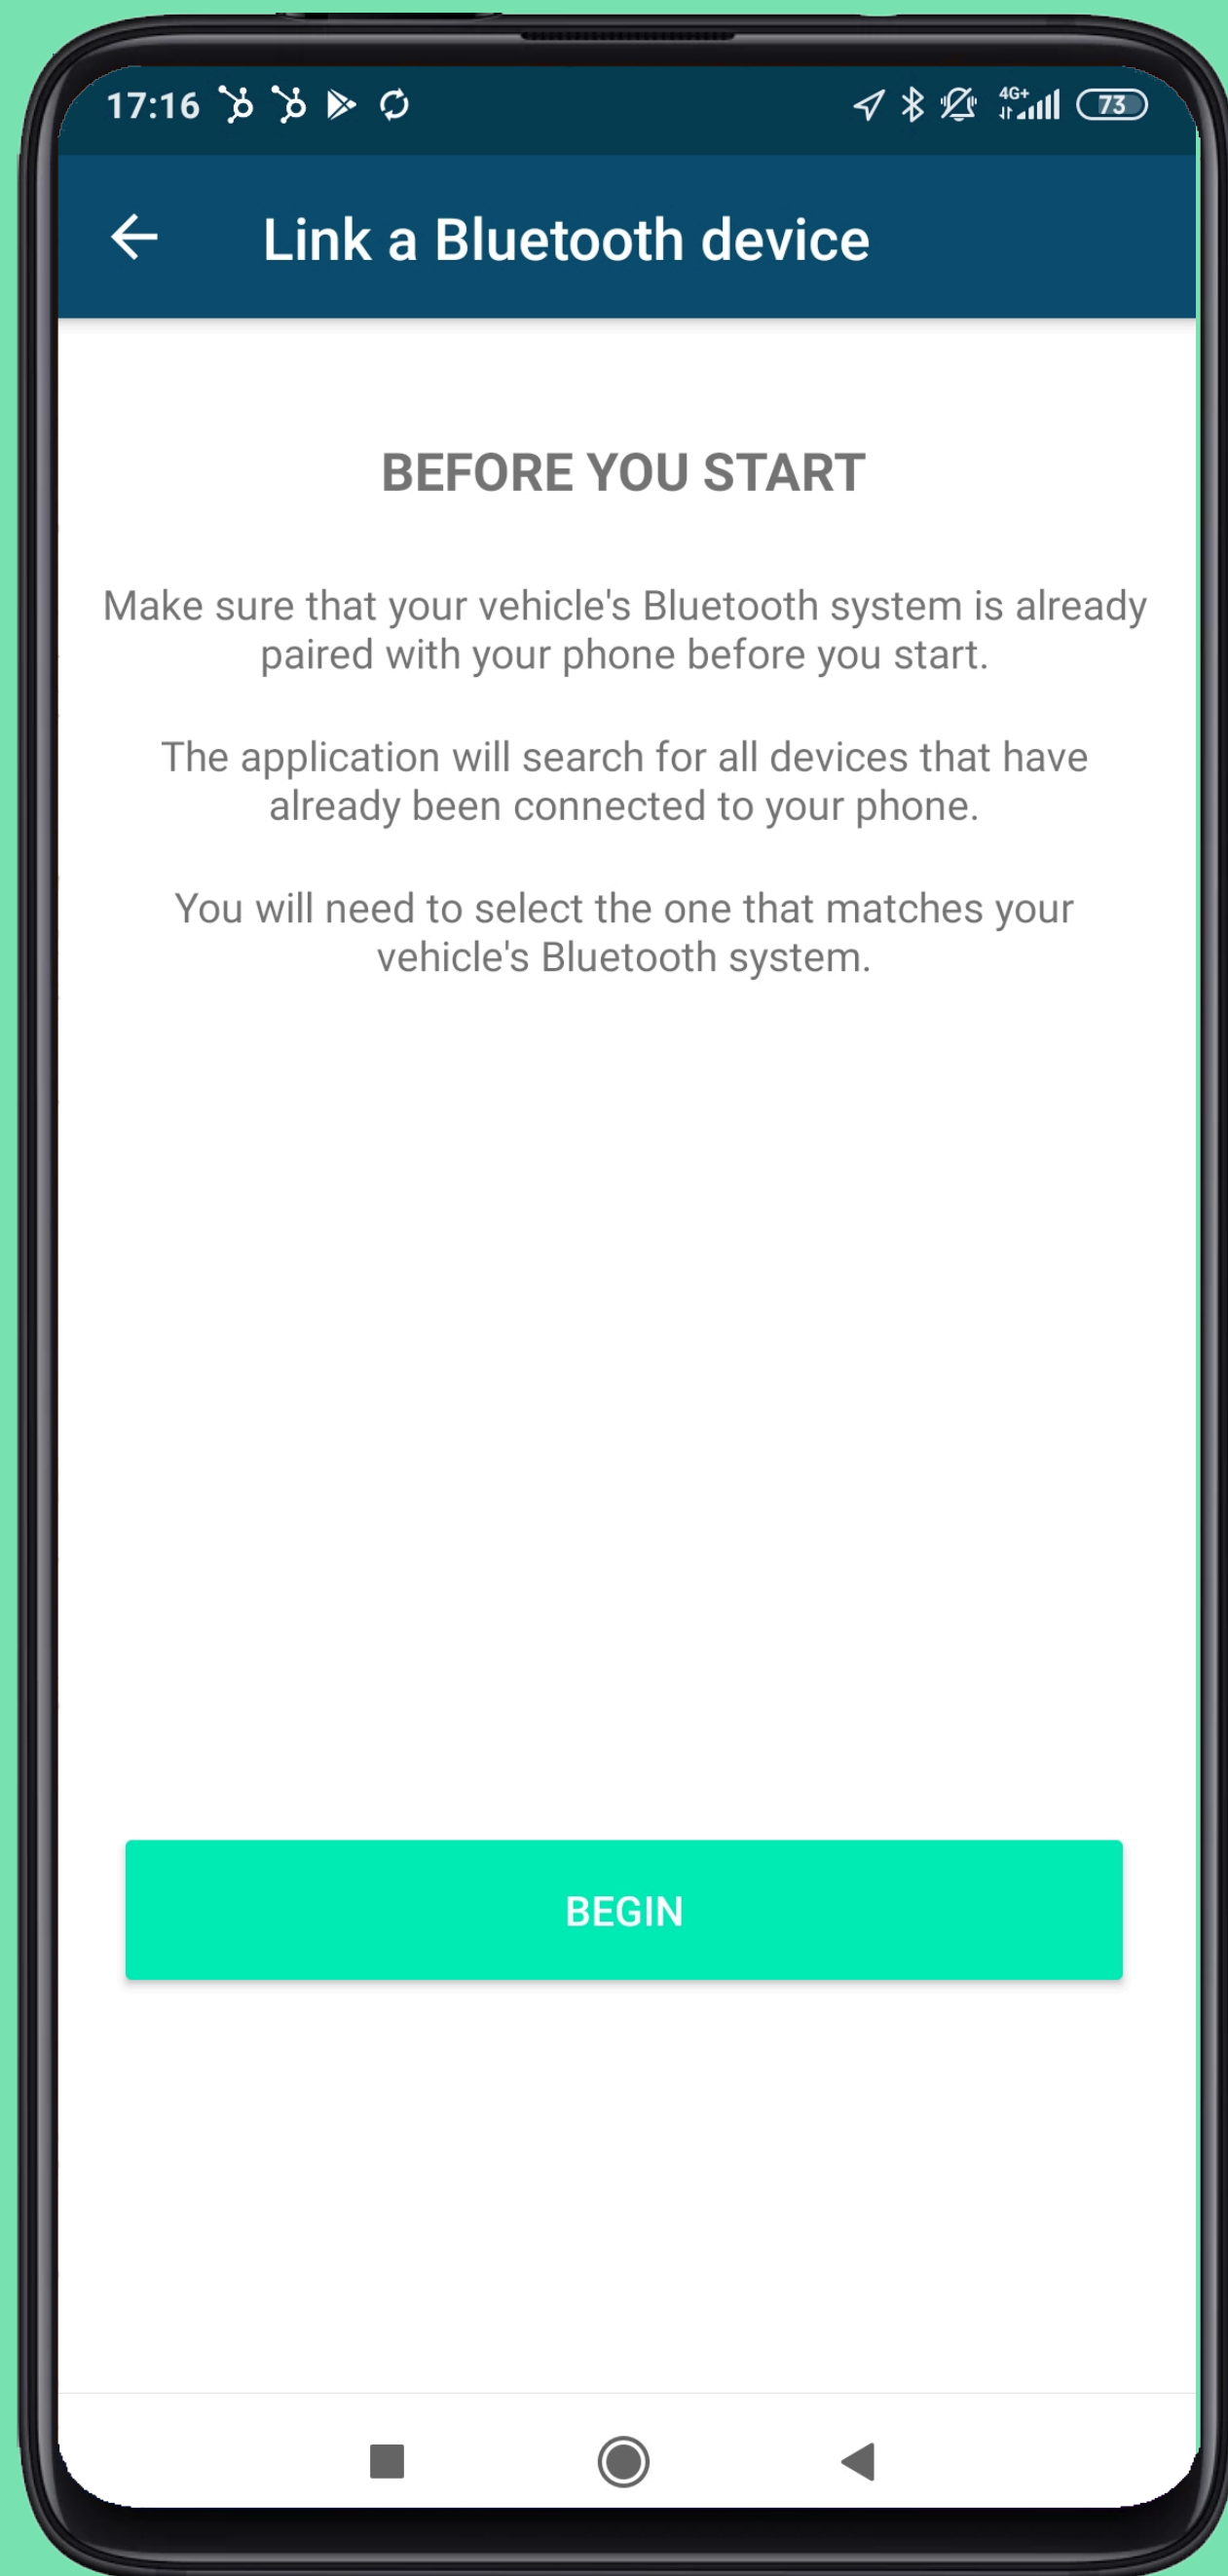 17:16
4G+
73
Link a Bluetooth device
BEFORE YOU START
Make sure that your vehicle's Bluetooth system is already
paired with your phone before you start.
The application will search for all devices that have
already been connected to your phone.
You will need to select the one that matches your
vehicle's Bluetooth system.
BEGIN